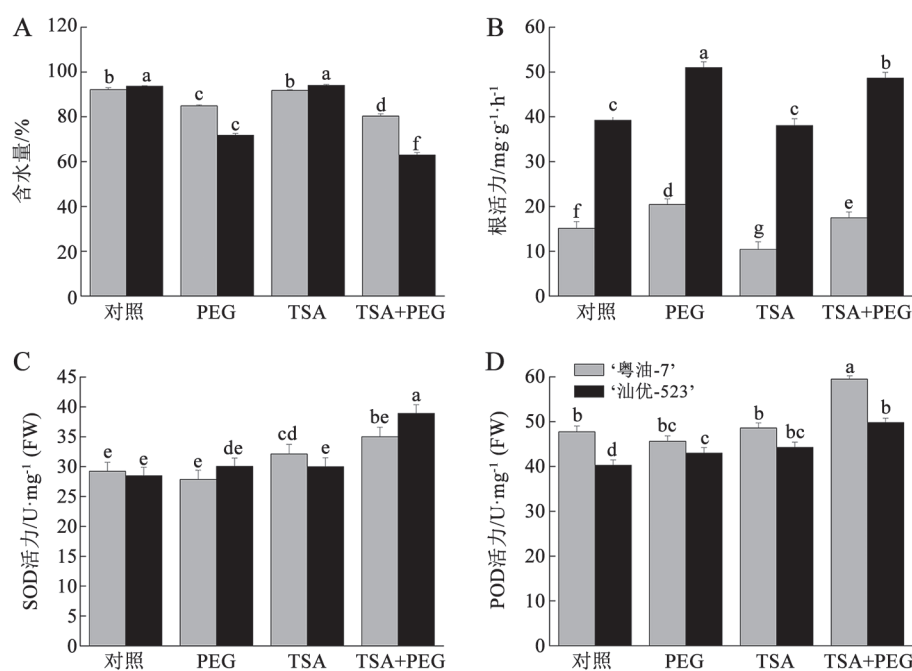 A
含水量/%
120
100
80
60
40
20
0
b a c c b a d f
对照 PEG TSA TSA+PEG
B
根活力/mg·g⁻¹·h⁻¹
60
50
40
30
20
10
0
f c d a g c e b
对照 PEG TSA TSA+PEG
C
SOD活力/U·mg⁻¹ (FW)
45
40
35
30
25
20
15
10
5
0
e e e de cd e be a
对照 PEG TSA TSA+PEG
D
POD活力/U·mg⁻¹ (FW)
60
50
40
30
20
10
0
‘粤油-7’
‘汕优-523’
b d bc c b bc a b
对照 PEG TSA TSA+PEG